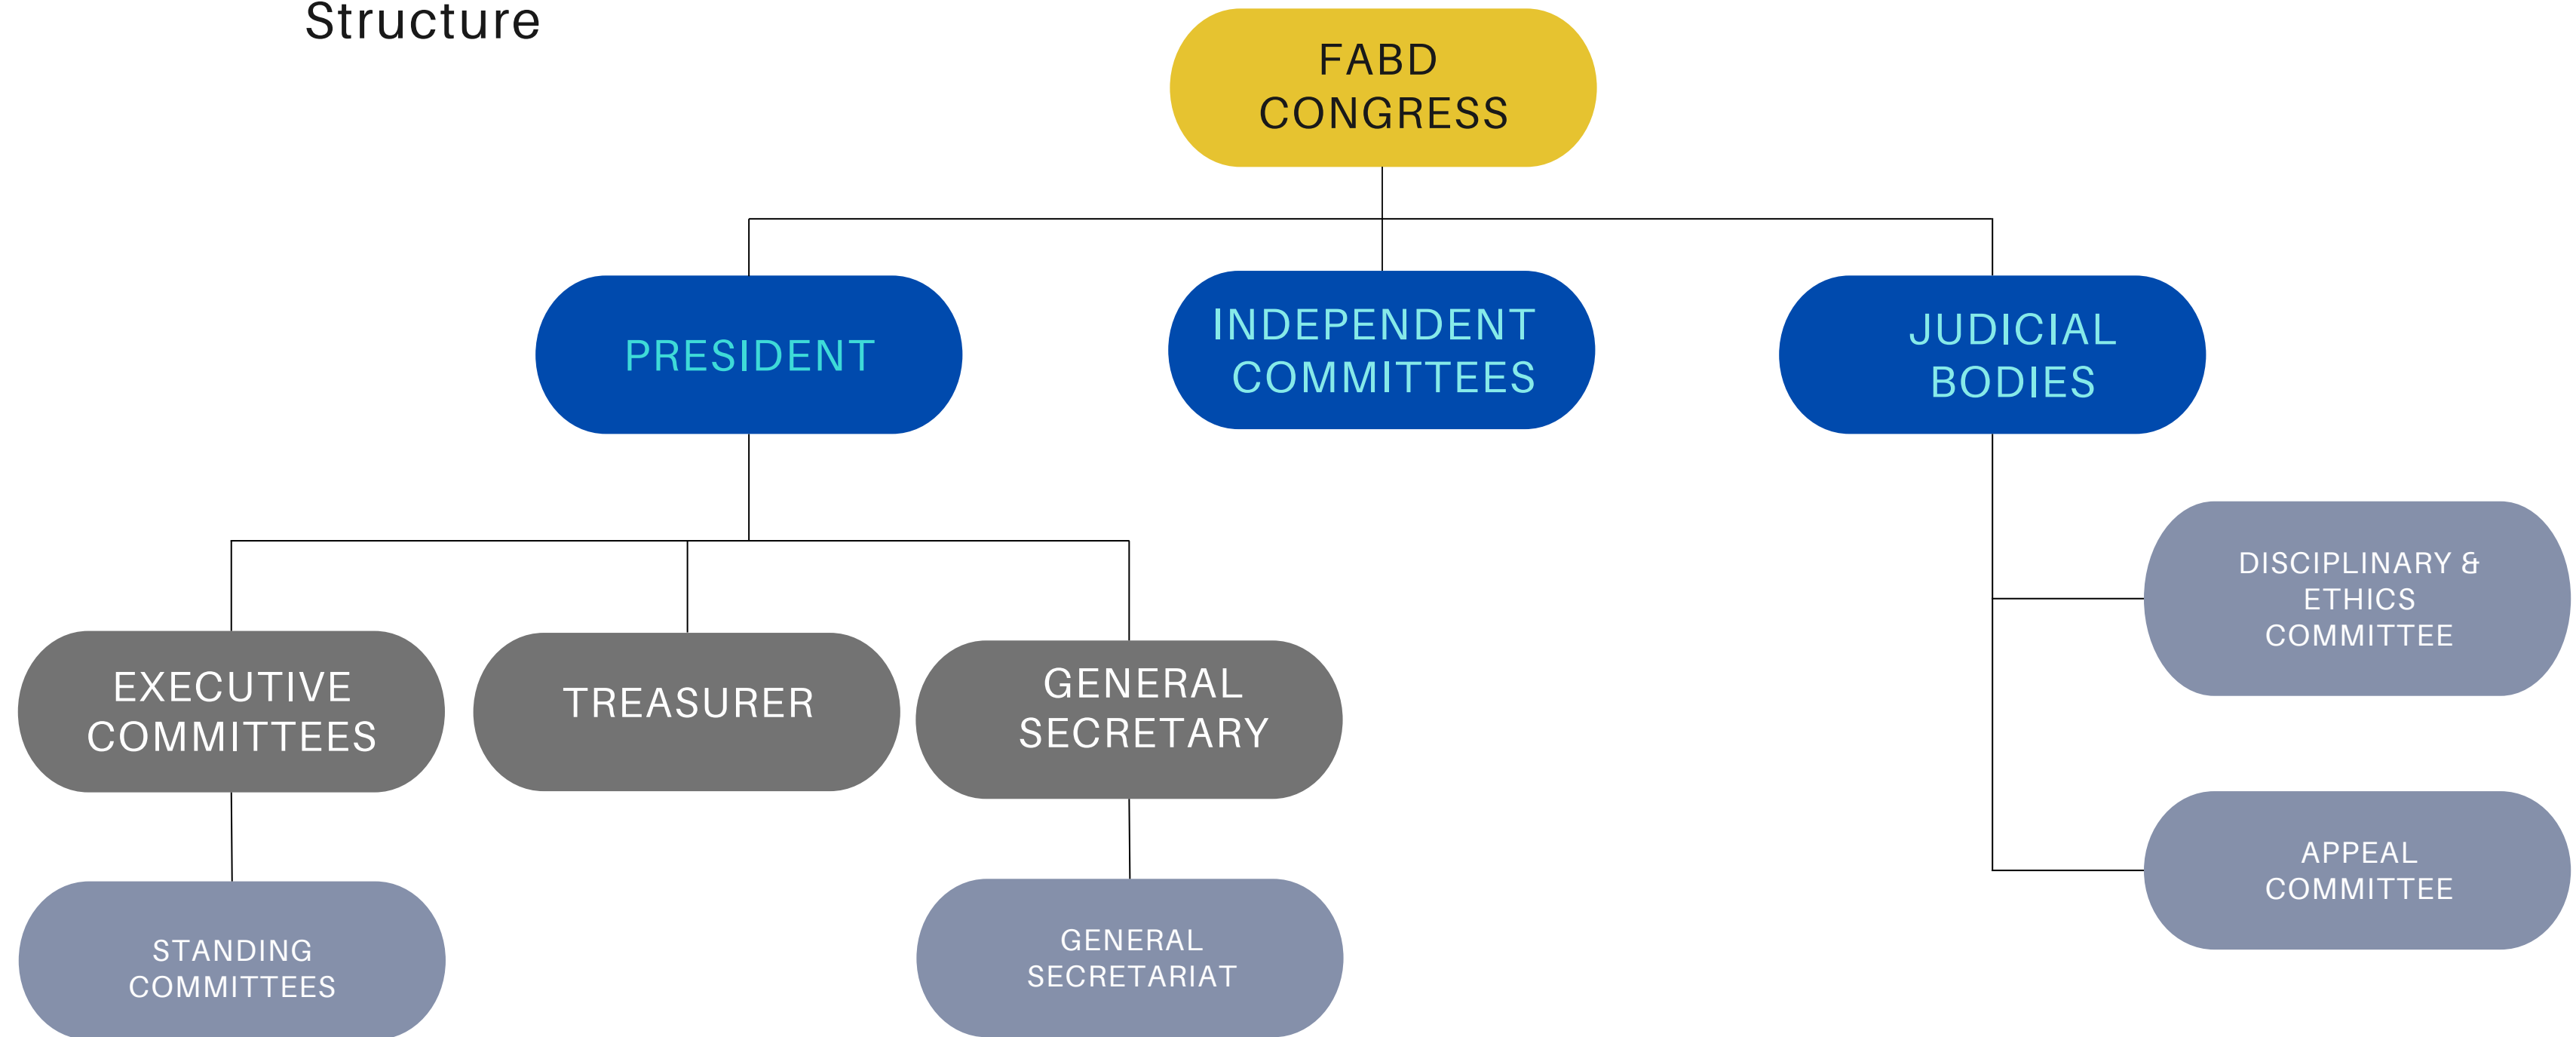 Structure
FABD
CONGRESS
PRESIDENT
INDEPENDENT
COMMITTEES
JUDICIAL
BODIES
EXECUTIVE
COMMITTEES
TREASURER
GENERAL
SECRETARY
DISCIPLINARY &
ETHICS
COMMITTEE
APPEAL
COMMITTEE
STANDING
COMMITTEES
GENERAL
SECRETARIAT